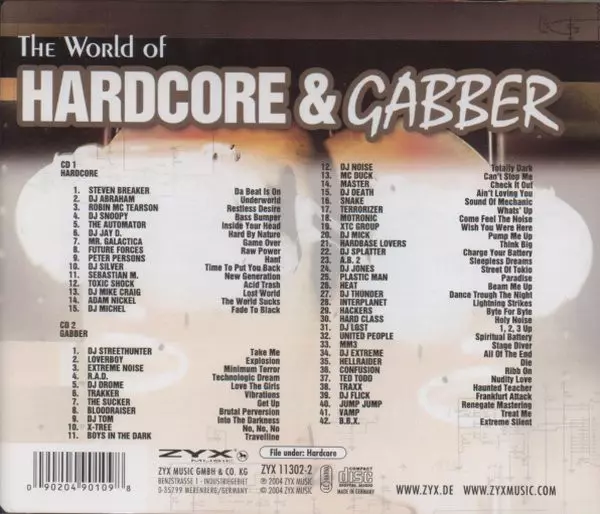 The World of
HARDCORE & GABBER
CD 1
HARDCORE
1. STEVEN BREAKER Da Beat Is On
2. DJ ABRAHAM Underworld
3. ROBIN MC TEARSON Restless Desire
4. DJ SNOOPY Bass Bumper
5. THE AUTOMATOR Inside Your Head
6. DJ JAY D. Hard By Nature
7. MR. GALACTICA Game Over
8. FUTURE FORCES Raw Power
9. PETER PERSONS Hanf
10. DJ SILVER Time To Put You Back
11. SEBASTIAN M. New Generation
12. TOXIC SHOCK Acid Trash
13. DJ MIKE CRAIG Lost World
14. ADAM NICKEL The World Sucks
15. DJ MICHEL Fade To Black
CD 2
GABBER
1. DJ STREETHUNTER Take Me
2. LOVERBOY Explosion
3. EXTREME NOISE Minimum Terror
4. R.A.D. Technologic Dream
5. DJ DROME Love The Girls
6. TRAKKER Vibrations
7. THE SUCKER Get Up
8. BLOODRAISER Brutal Perversion
9. DJ TOM Into The Darkness
10. X-TREE No, No, No
11. BOYS IN THE DARK Travelline
12. DJ NOISE Totally Dark
13. MC DUCK Can't Stop Me
14. MASTER Check It Out
15. DJ DEATH Ain't Loving You
16. SNAKE Sound Of Mechanic
17. TERRORIZER Whats' Up
18. MOTRONIC Come Feel The Noise
19. XTC GROUP Wish You Were Here
20. DJ MICK Pump Me Up
21. HARDBASE LOVERS Think Big
22. DJ SPLATTER Charge Your Battery
23. A.B. 2 Sleepless Dreams
24. DJ JONES Street Of Tokio
25. PLASTIC MAN Paradise
26. HEAT Beam Me Up
27. DJ THUNDER Dance Trough The Night
28. INTERPLANET Lightning Strikes
29. HACKERS Byte For Byte
30. HARD CLASS Holy Noise
31. DJ LOST 1, 2, 3 Up
32. UNITED PEOPLE Spiritual Battery
33. MM3 Stage Diver
34. DJ EXTREME All Of The End
35. HELLRAIDER Die
36. CONFUSION Ribb On
37. TED TODD Nudity Love
38. TRAXX Haunted Teacher
39. DJ FLICK Frankfurt Attack
40. JUMP JUMP Renegade Mastering
41. VAMP Treat Me
42. B.B.X. Extreme Silent
0 90204 90109 8
ZYX
MUSIC
ZYX MUSIC GMBH & CO. KG
BENZSTRASSE 1 - INDUSTRIEGEBIET
D-35799 MERENBERG/GERMANY
File under: Hardcore
ZYX 11302-2
℗ 2004 ZYX MUSIC
© 2004 ZYX MUSIC
COMPACT
disc
DIGITAL AUDIO
MADE IN GERMANY
WWW.ZYX.DE WWW.ZYXMUSIC.COM